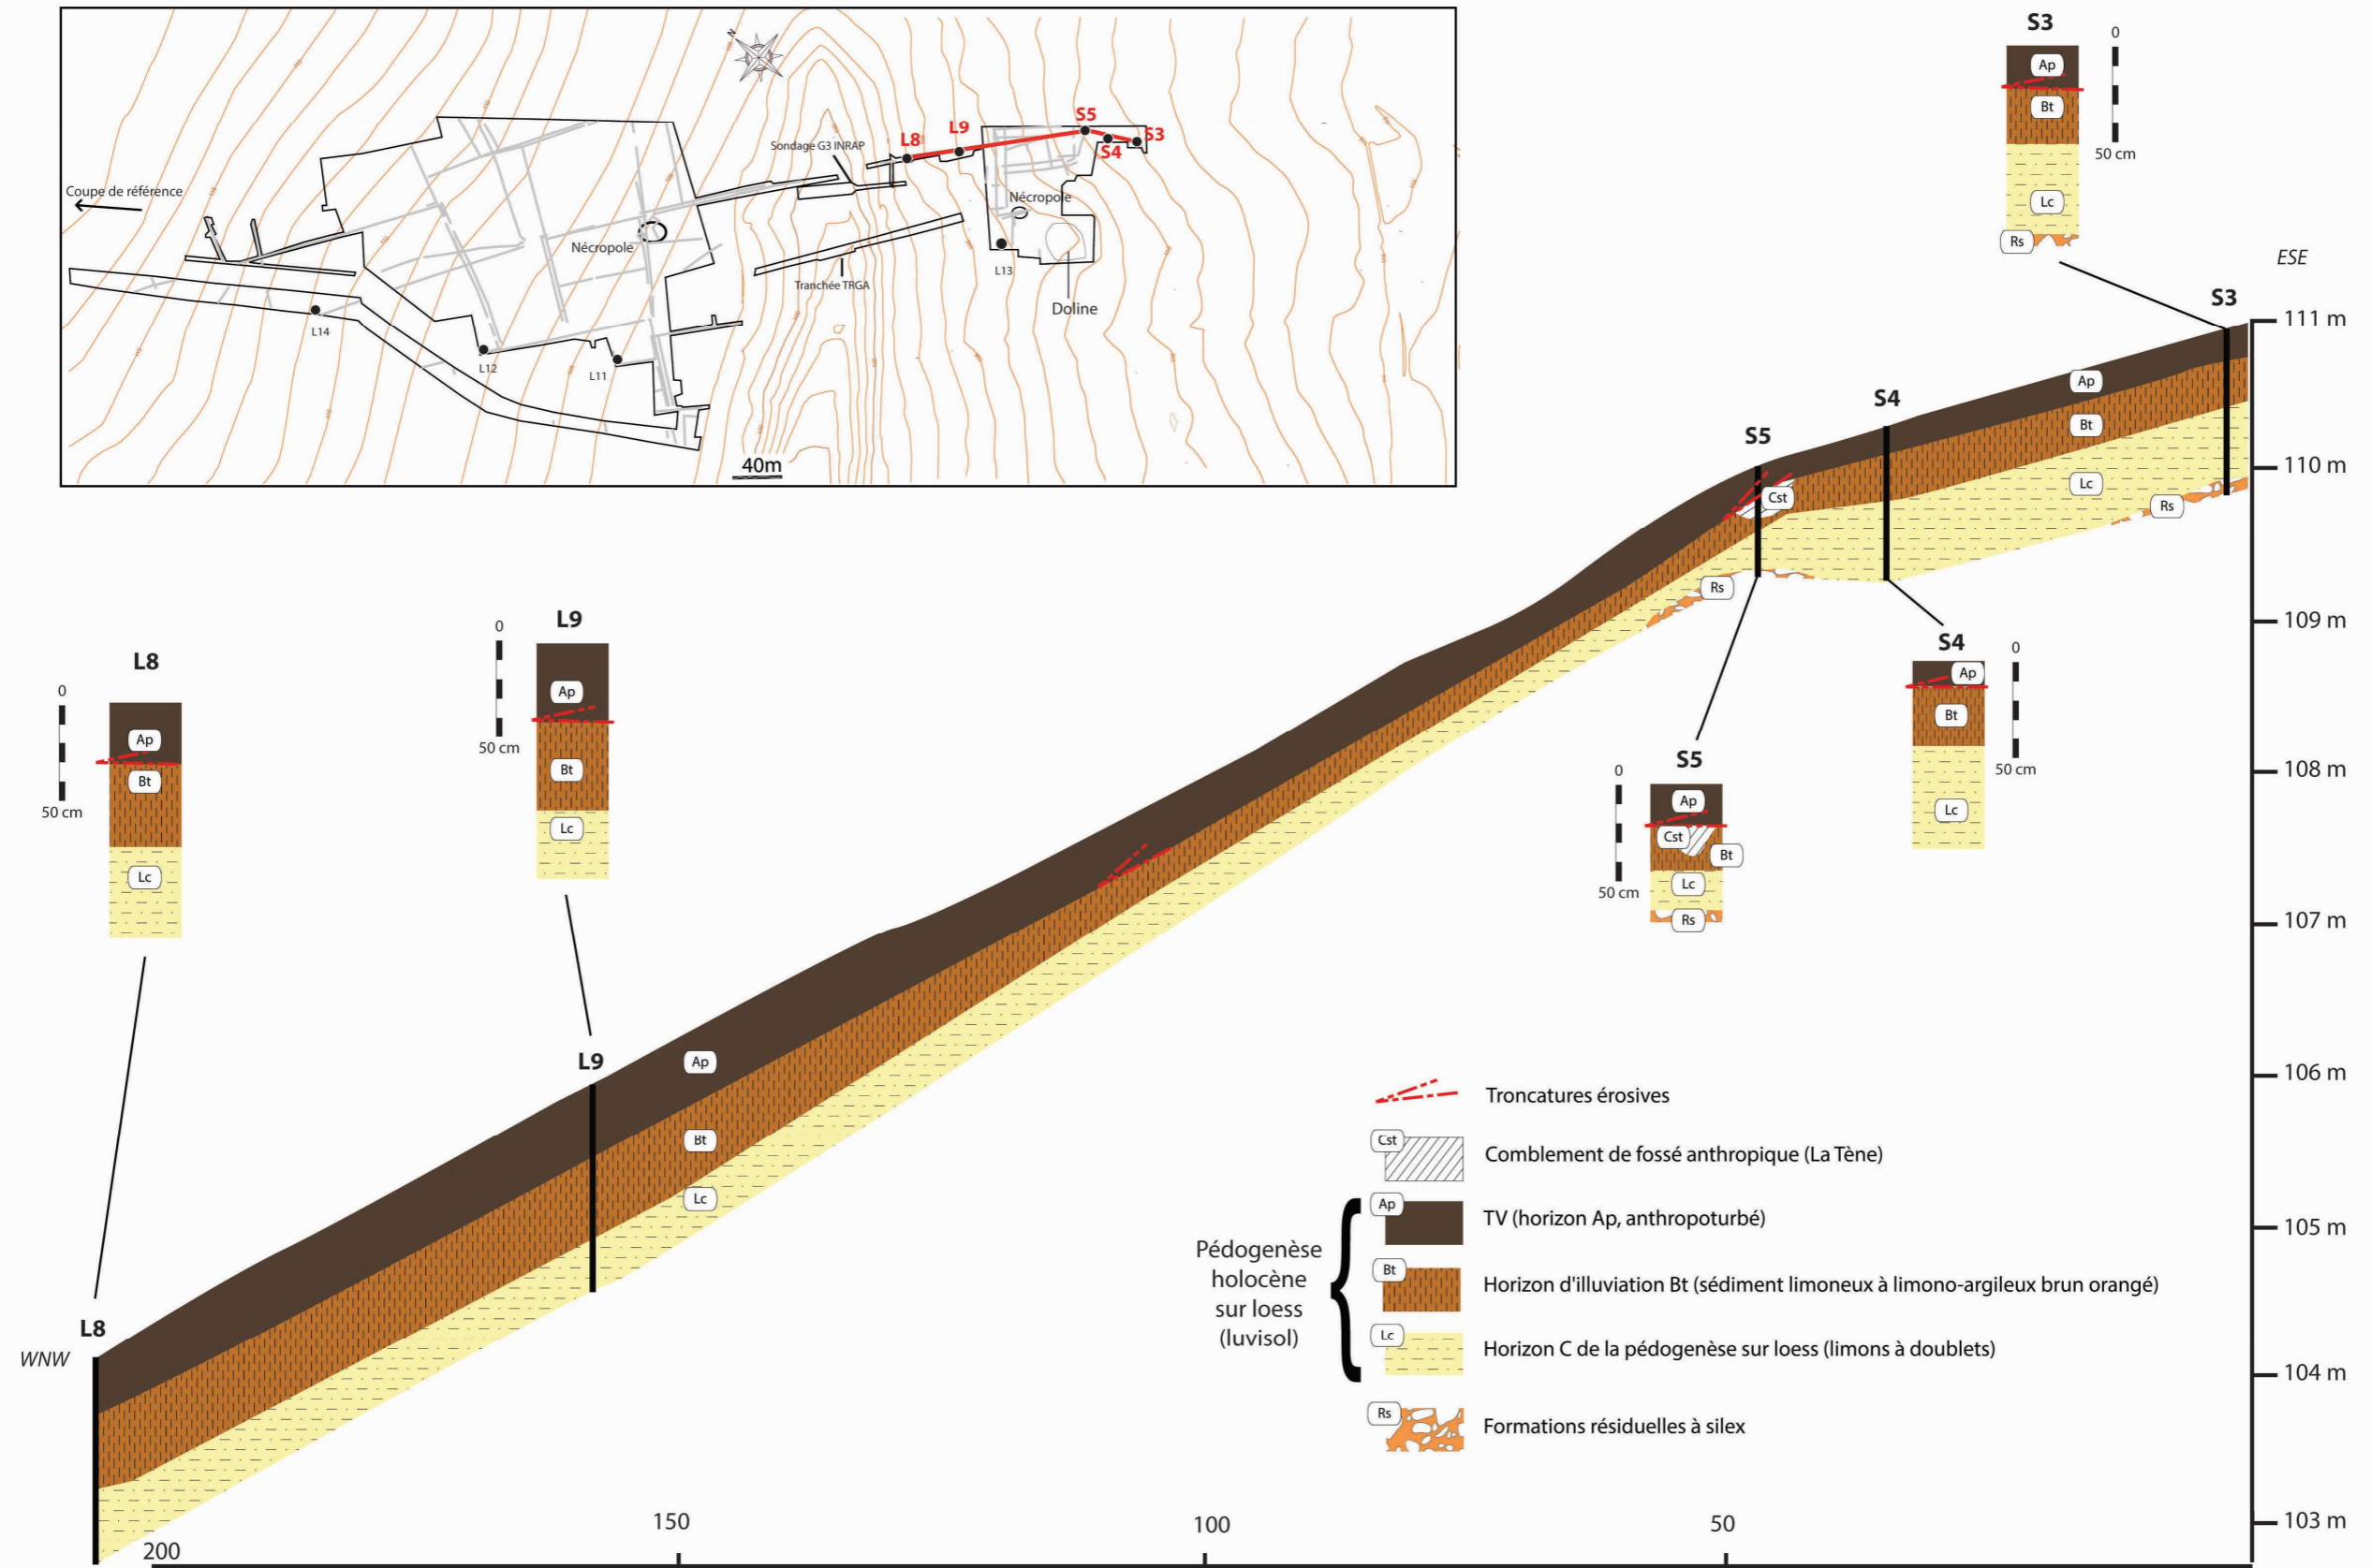 N
Coupe de référence
Sondage G3 INRAP
L8
L9
S5
S4
S3
Nécropole
Nécropole
L13
Tranchée TRGA
Doline
L14
L12
L11
40m
S3
0
Ap
Bt
50 cm
Lc
Rs
ESE
S3
111 m
Ap
S4
Bt
S5
110 m
Cst
Lc
Rs
Rs
109 m
L9
0
Ap
50 cm
Bt
Lc
L8
0
Ap
Bt
50 cm
Lc
S4
0
Ap
Bt
50 cm
Lc
108 m
S5
0
Ap
Cst
Bt
50 cm
Lc
Rs
107 m
L9
Ap
106 m
Bt
Lc
105 m
L8
WNW
104 m
103 m
Troncatures érosives
Cst
Comblement de fossé anthropique (La Tène)
Pédogenèse
holocène
sur loess
(luvisol)
Ap
TV (horizon Ap, anthropoturbé)
Bt
Horizon d'illuviation Bt (sédiment limoneux à limono-argileux brun orangé)
Lc
Horizon C de la pédogenèse sur loess (limons à doublets)
Rs
Formations résiduelles à silex
200
150
100
50